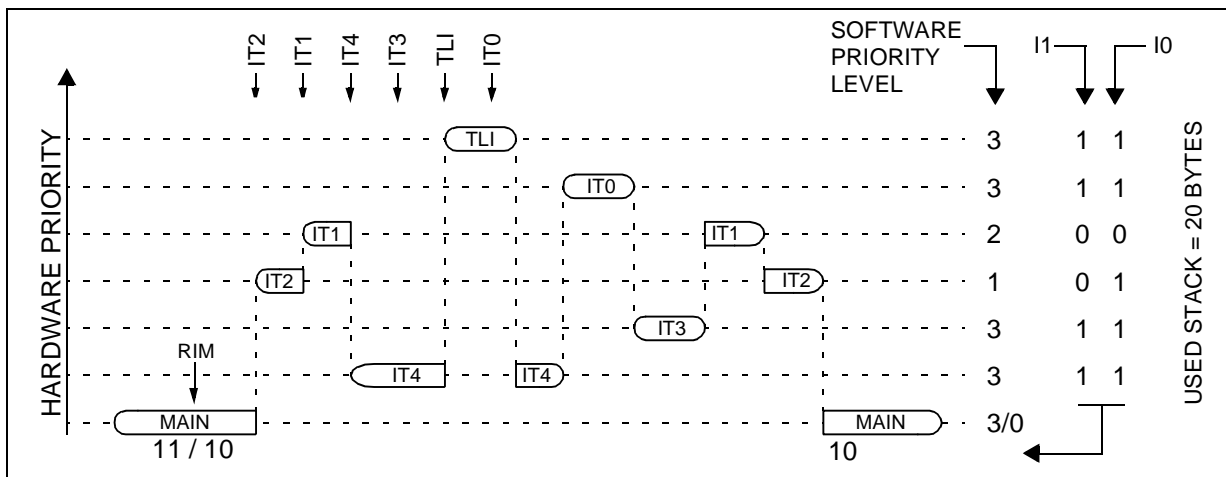 IT2 IT1 IT4 IT3 TLI IT0
SOFTWARE
PRIORITY
LEVEL
I1 I0
HARDWARE PRIORITY
TLI 3 1 1
IT0 3 1 1
IT1 IT1 2 0 0
IT2 IT2 1 0 1
IT3 3 1 1
RIM
IT4 IT4 3 1 1
MAIN MAIN 3/0
11 / 10 10
USED STACK = 20 BYTES